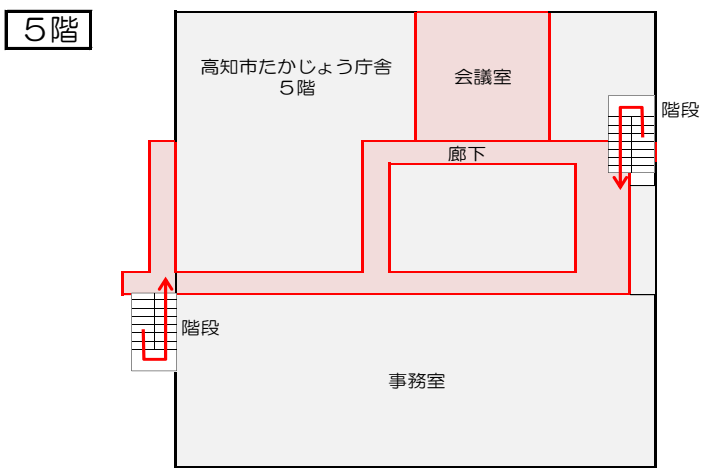 ５階
高知市たかじょう庁舎
５階
会議室
階段
廊下
階段
事務室